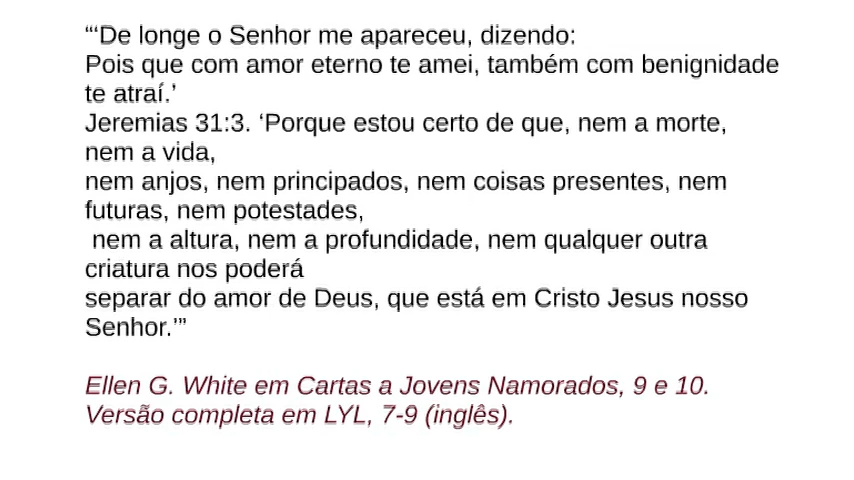 “‘De longe o Senhor me apareceu, dizendo:
Pois que com amor eterno te amei, também com benignidade
te atraí.’
Jeremias 31:3. ‘Porque estou certo de que, nem a morte,
nem a vida,
nem anjos, nem principados, nem coisas presentes, nem
futuras, nem potestades,
nem a altura, nem a profundidade, nem qualquer outra
criatura nos poderá
separar do amor de Deus, que está em Cristo Jesus nosso
Senhor.’”
Ellen G. White em Cartas a Jovens Namorados, 9 e 10.
Versão completa em LYL, 7-9 (inglês).